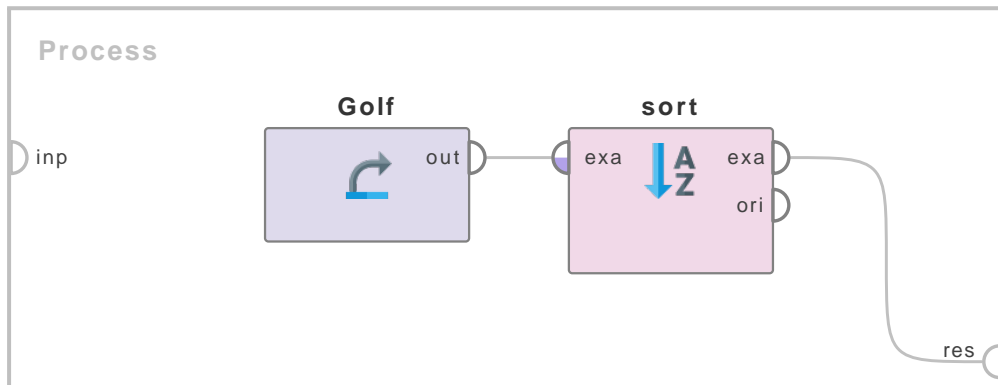 Process
Golf
sort
inp
out
exa
A
Z
exa
ori
res